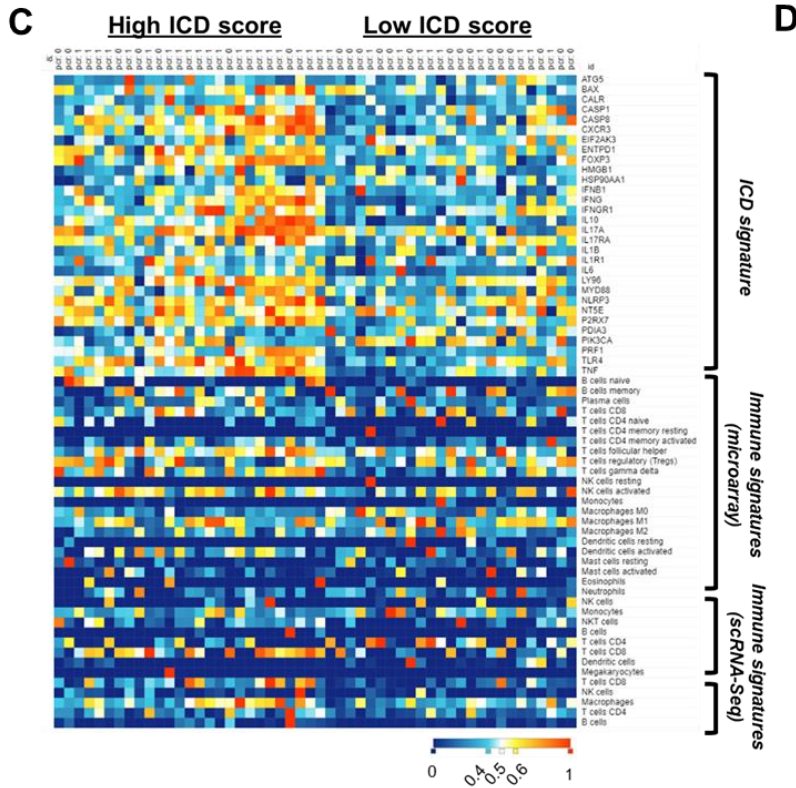 C
D
High ICD score
Low ICD score
id
ATG5
BAX
CALR
CASP1
CASP8
CXCR3
EIF2AK3
ENTPD1
FOXP3
HMGB1
HSP90AA1
IFNB1
IFNG
IFNGR1
IL10
IL17A
IL17RA
IL1B
IL1R1
IL6
LY96
MYD88
NLRP3
NT5E
P2RX7
PDIA3
PIK3CA
PRF1
TLR4
TNF
B cells naive
B cells memory
Plasma cells
T cells CD8
T cells CD4 naive
T cells CD4 memory resting
T cells CD4 memory activated
T cells follicular helper
T cells regulatory (Tregs)
T cells gamma delta
NK cells resting
NK cells activated
Monocytes
Macrophages M0
Macrophages M1
Macrophages M2
Dendritic cells resting
Dendritic cells activated
Mast cells resting
Mast cells activated
Eosinophils
Neutrophils
NK cells
Monocytes
NKT cells
B cells
T cells CD4
T cells CD8
Dendritic cells
Megakaryocytes
T cells CD8
NK cells
Macrophages
T cells CD4
B cells
ICD signature
Immune signatures
(microarray)
Immune signatures
(scRNA-Seq)
0
0.4
0.5
0.6
1